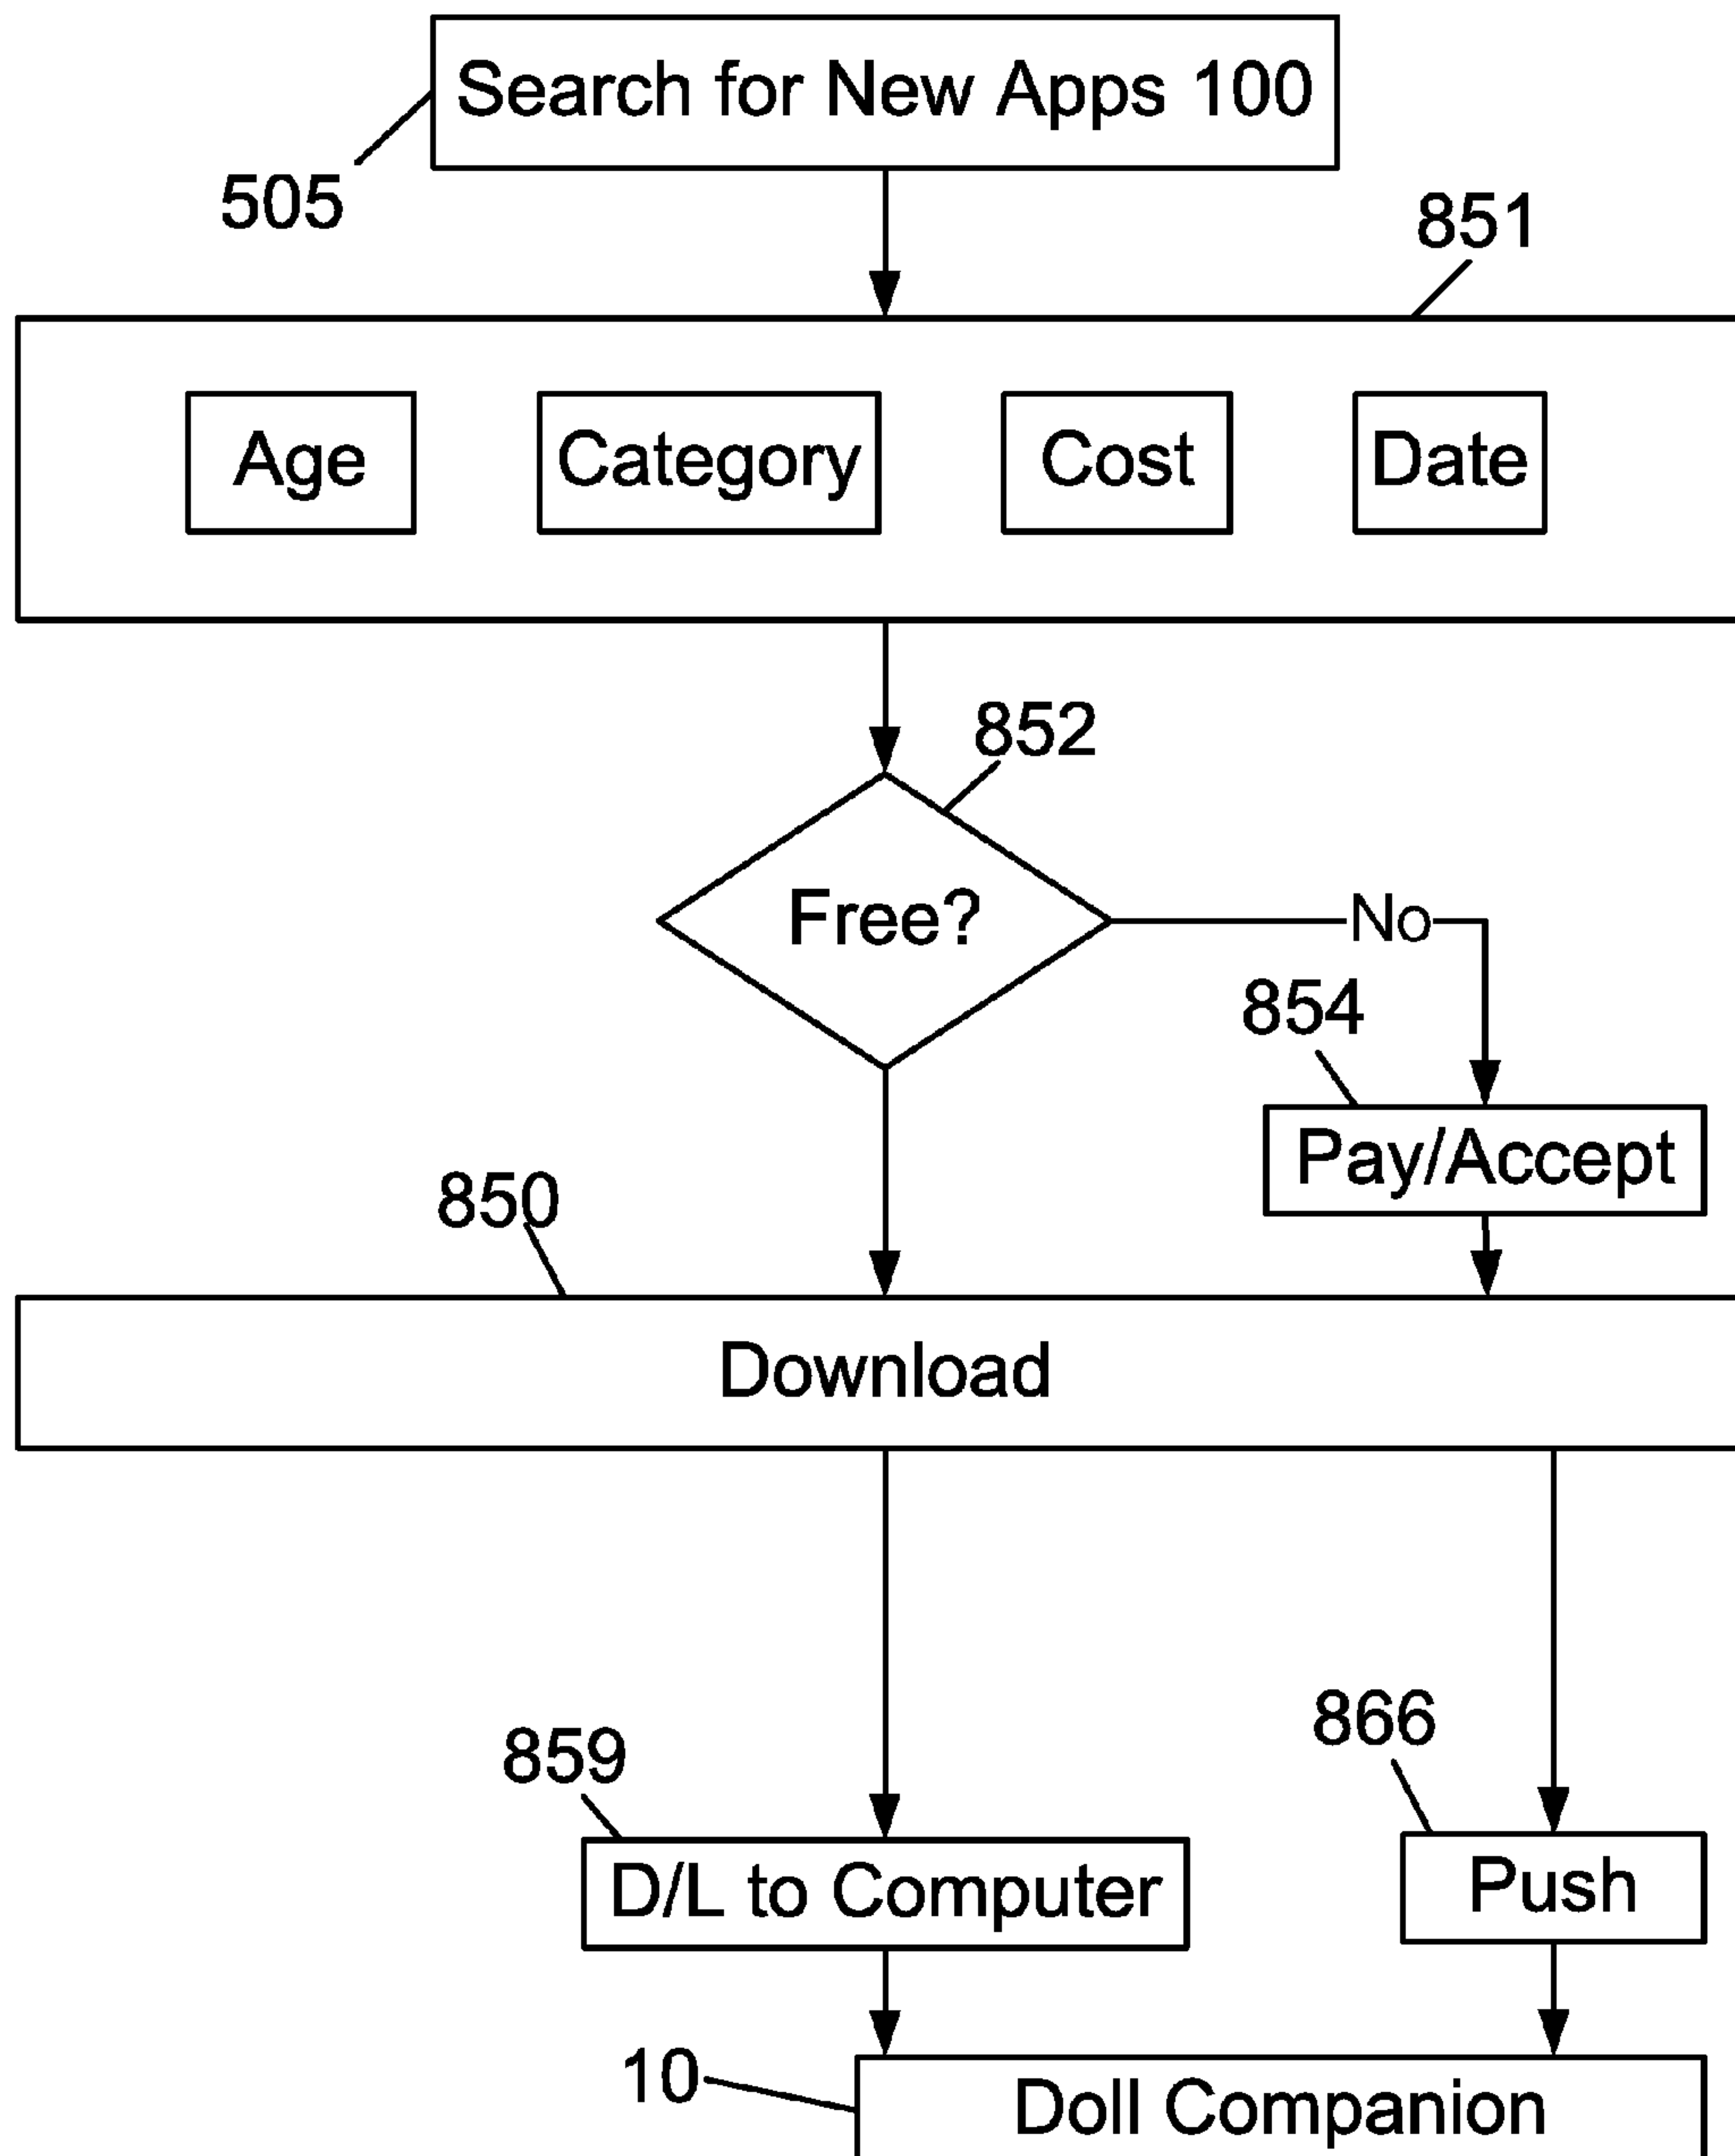 Search for New Apps 100
505
851
Age
Category
Cost
Date
852
Free?
No
854
Pay/Accept
850
Download
859
866
D/L to Computer
Push
10
Doll Companion